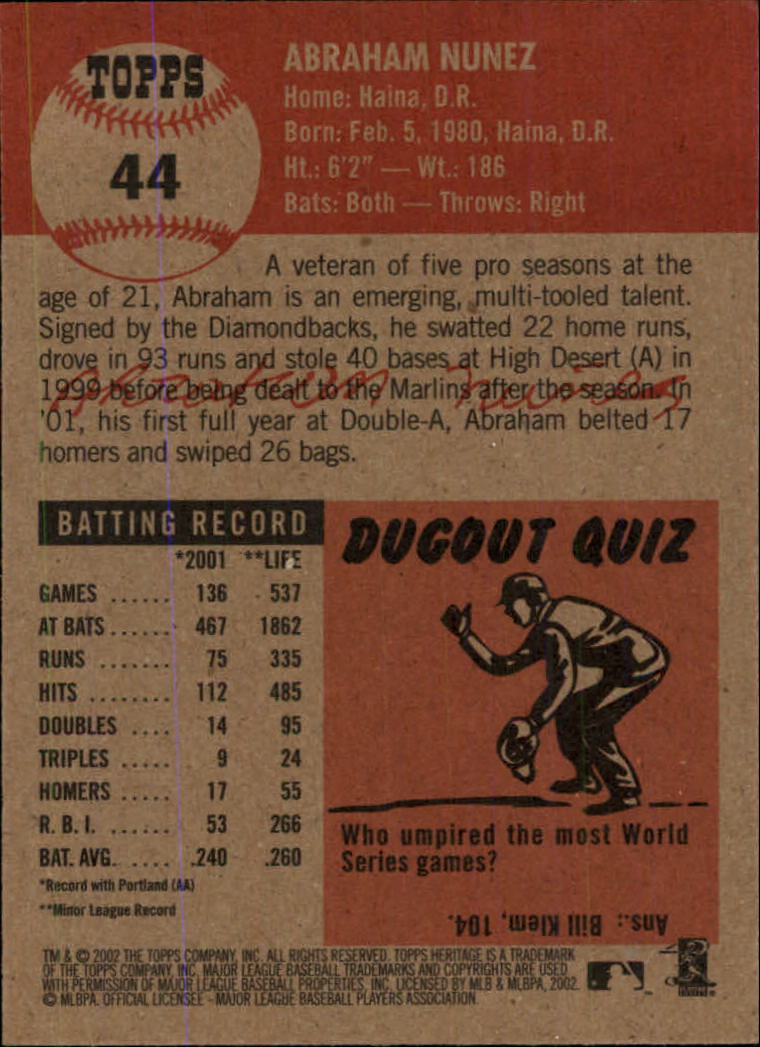 TOPPS
44
ABRAHAM NUNEZ
Home: Haina, D.R.
Born: Feb. 5, 1980, Haina, D.R.
Ht.: 6'2" — Wt.: 186
Bats: Both — Throws: Right
A veteran of five pro seasons at the
age of 21, Abraham is an emerging, multi-tooled talent.
Signed by the Diamondbacks, he swatted 22 home runs,
drove in 93 runs and stole 40 bases at High Desert (A) in
1999 before being dealt to the Marlins after the season. In
'01, his first full year at Double-A, Abraham belted 17
homers and swiped 26 bags.
Abraham Nunez
BATTING RECORD
*2001 **LIFE
GAMES ...... 136 537
AT BATS ...... 467 1862
RUNS ....... 75 335
HITS ........ 112 485
DOUBLES .... 14 95
TRIPLES ..... 9 24
HOMERS ..... 17 55
R. B. I. ...... 53 266
BAT. AVG. .... .240 .260
*Record with Portland (AA)
**Minor League Record
DUGOUT QUIZ
Who umpired the most World
Series games?
Ans.: Bill Klem, 104.
TM & © 2002 THE TOPPS COMPANY, INC. ALL RIGHTS RESERVED. TOPPS HERITAGE IS A TRADEMARK
OF THE TOPPS COMPANY, INC. MAJOR LEAGUE BASEBALL TRADEMARKS AND COPYRIGHTS ARE USED
WITH PERMISSION OF MAJOR LEAGUE BASEBALL PROPERTIES, INC. LICENSED BY MLB & MLBPA, 2002.
© MLBPA. OFFICIAL LICENSEE - MAJOR LEAGUE BASEBALL PLAYERS ASSOCIATION.